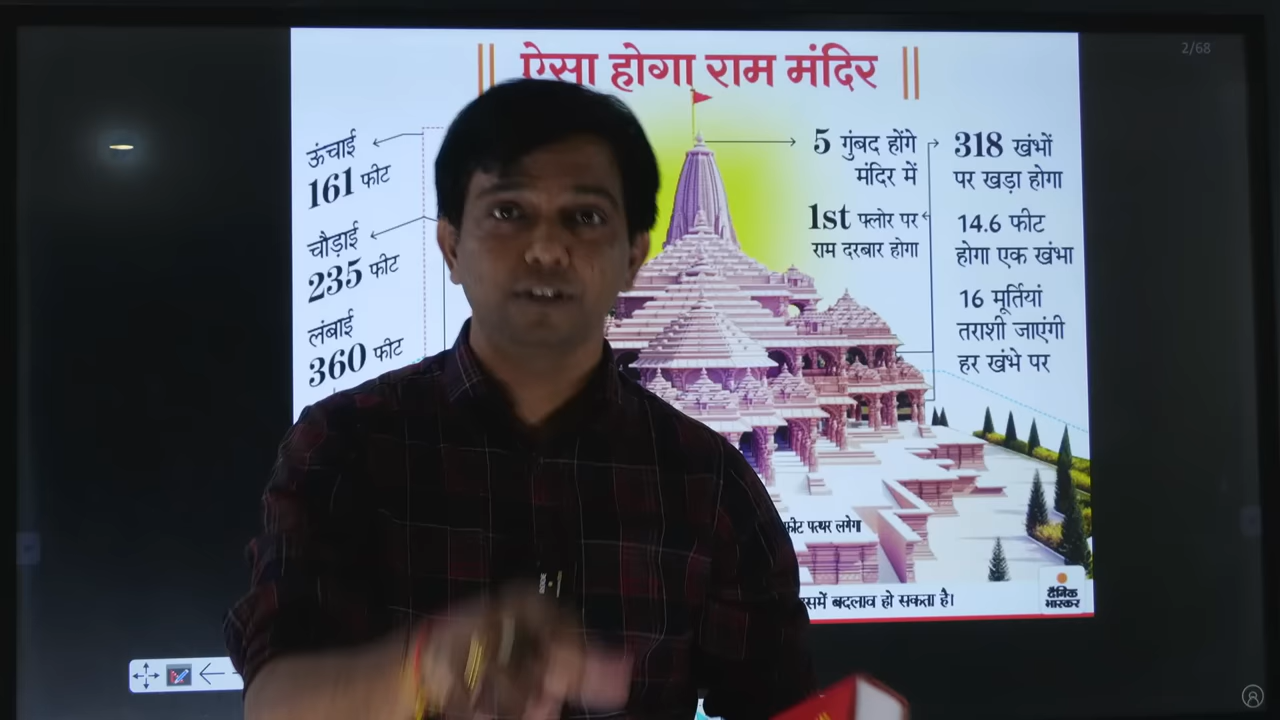 2/68
|| ऐसा होगा राम मंदिर ||
ऊंचाई
161 फीट
चौड़ाई
235 फीट
लंबाई
360 फीट
5 गुंबद होंगे
मंदिर में
1st फ्लोर पर
राम दरबार होगा
318 खंभों
पर खड़ा होगा
14.6 फीट
होगा एक खंभा
16 मूर्तियां
तराशी जाएंगी
हर खंभे पर
पत्थर लगेगा
बदलाव हो सकता है।
दैनिक
भास्कर